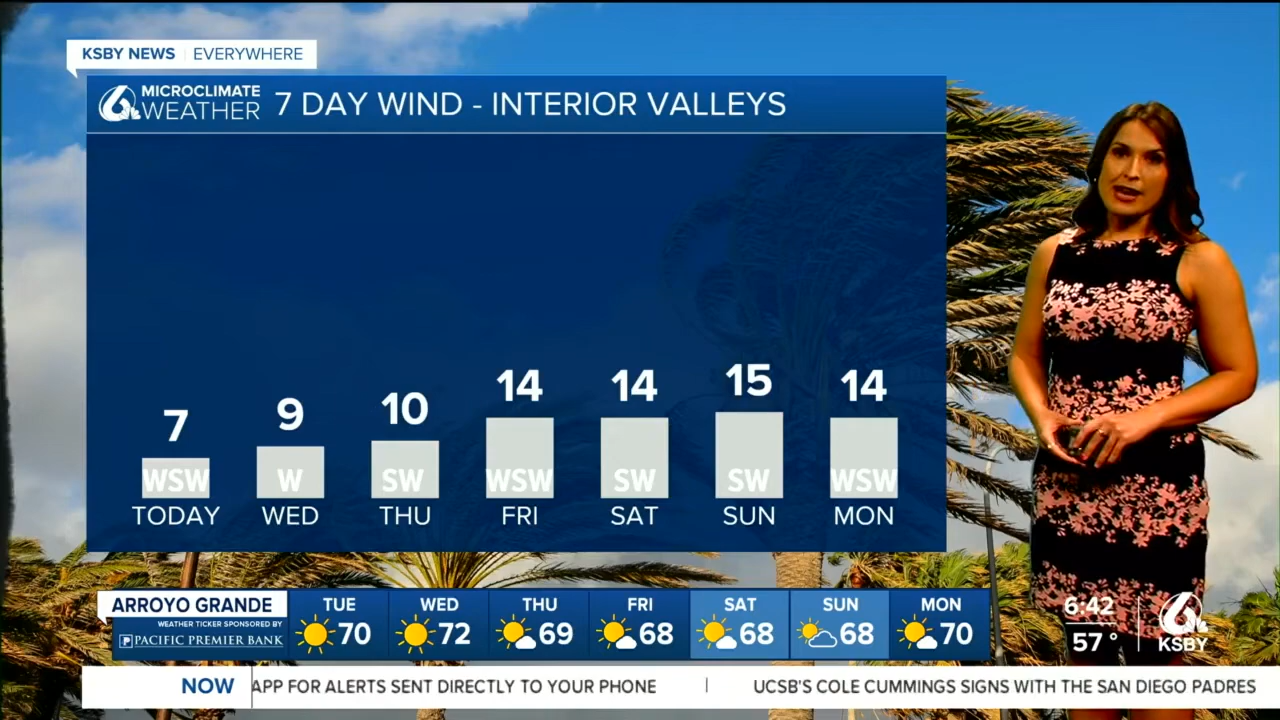 KSBY NEWS EVERYWHERE
MICROCLIMATE
WEATHER
7 DAY WIND - INTERIOR VALLEYS
7 9 10 14 14 15 14
WSW W SW WSW SW SW WSW
TODAY WED THU FRI SAT SUN MON
ARROYO GRANDE
WEATHER TICKER SPONSORED BY
PACIFIC PREMIER BANK
TUE WED THU FRI SAT SUN MON
70 72 69 68 68 68 70
6:42
57°
KSBY
NOW APP FOR ALERTS SENT DIRECTLY TO YOUR PHONE | UCSB'S COLE CUMMINGS SIGNS WITH THE SAN DIEGO PADRES